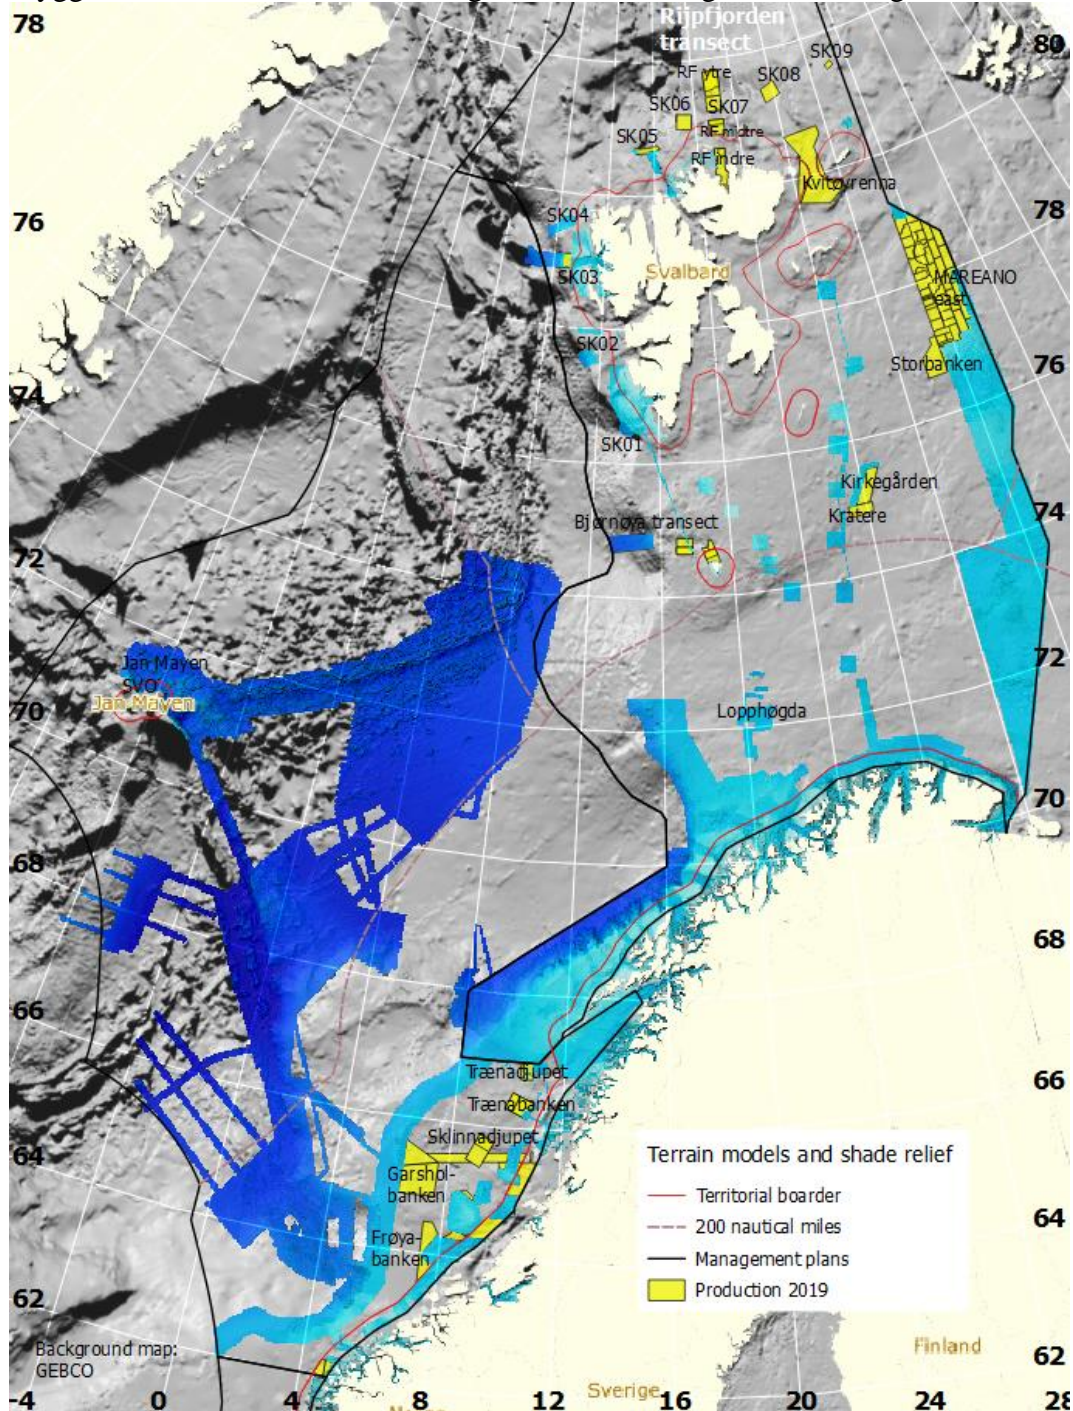 78
Rijpfjorden
transect
80
SK09
RF ytre
SK08
SK06
SK07
RF midtre
SK05
RF indre
Kvitøyrenna
76
78
SK04
SK03
Svalbard
MAREANO
east
SK02
Storbanken
76
74
SK01
Kirkegården
Kratere
74
Bjørnøya transect
72
72
Jan Mayen
SVO
Jan Mayen
70
Lopphøgda
70
68
68
66
Trænadjupet
66
Trænabanken
Sklinnadjupet
64
Garshol-
banken
Terrain models and shade relief
Territorial boarder
200 nautical miles
Management plans
Production 2019
64
Frøya-
banken
62
Background map:
GEBCO
Finland
62
Sverige
-4 0 4 8 12 16 20 24 28